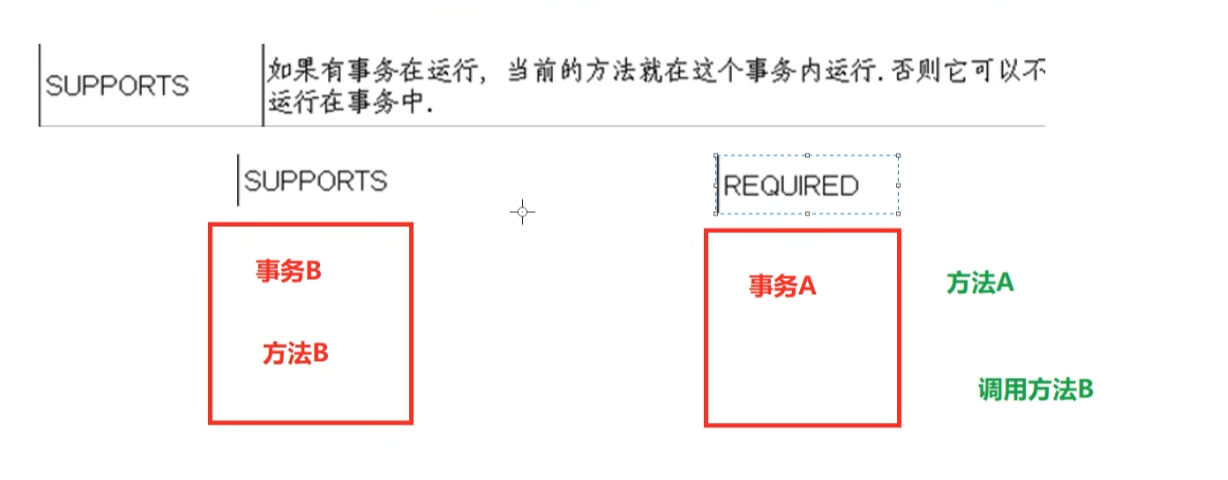 SUPPORTS
如果有事务在运行, 当前的方法就在这个事务内运行.否则它可以不
运行在事务中.
SUPPORTS
REQUIRED
事务B
方法B
事务A
方法A
调用方法B